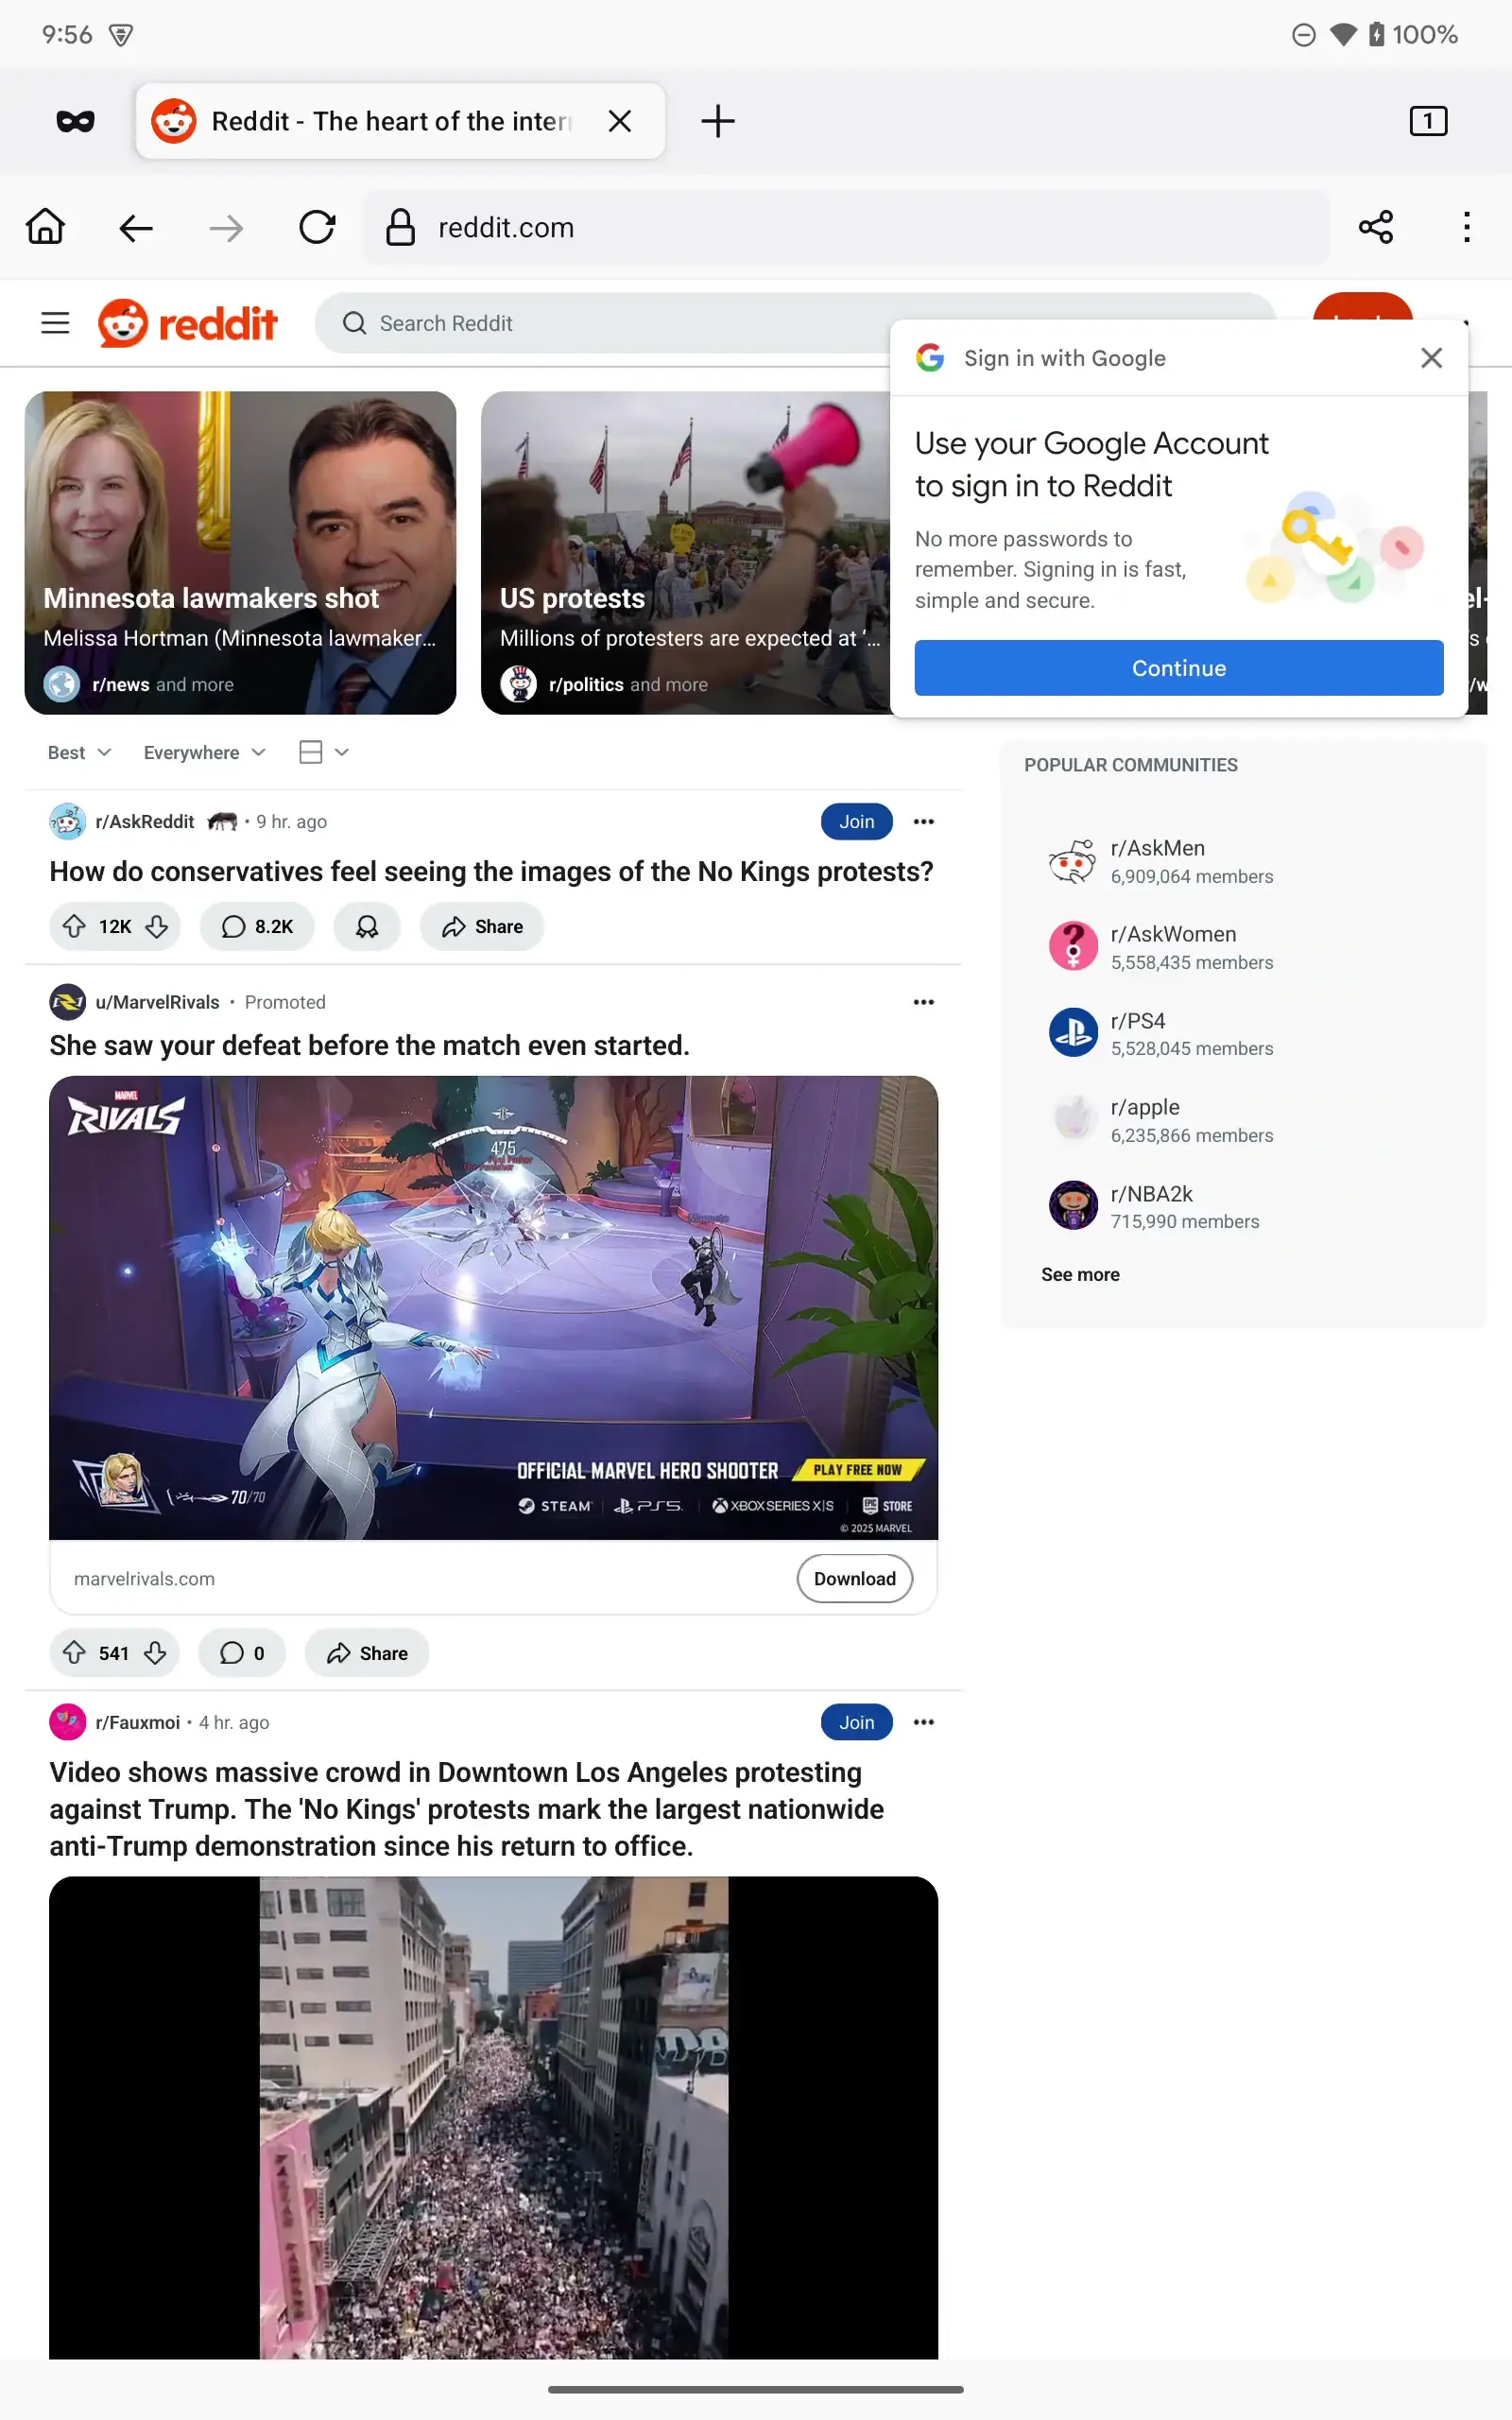 9:56
100%
Reddit - The heart of the inter
1
reddit.com
reddit
Search Reddit
Sign in with Google
Use your Google Account
to sign in to Reddit
No more passwords to
remember. Signing in is fast,
simple and secure.
Continue
Minnesota lawmakers shot
Melissa Hortman (Minnesota lawmaker...
r/news and more
US protests
Millions of protesters are expected at ‘...
r/politics and more
Best
Everywhere
r/AskReddit • 9 hr. ago
Join
How do conservatives feel seeing the images of the No Kings protests?
12K
8.2K
Share
u/MarvelRivals • Promoted
She saw your defeat before the match even started.
MARVEL
RIVALS
475
70/70
OFFICIAL MARVEL HERO SHOOTER
PLAY FREE NOW
STEAM
PS5
XBOX SERIES X|S
EPIC STORE
© 2025 MARVEL
marvelrivals.com
Download
541
0
Share
r/Fauxmoi • 4 hr. ago
Join
Video shows massive crowd in Downtown Los Angeles protesting
against Trump. The 'No Kings' protests mark the largest nationwide
anti-Trump demonstration since his return to office.
POPULAR COMMUNITIES
r/AskMen
6,909,064 members
r/AskWomen
5,558,435 members
r/PS4
5,528,045 members
r/apple
6,235,866 members
r/NBA2k
715,990 members
See more